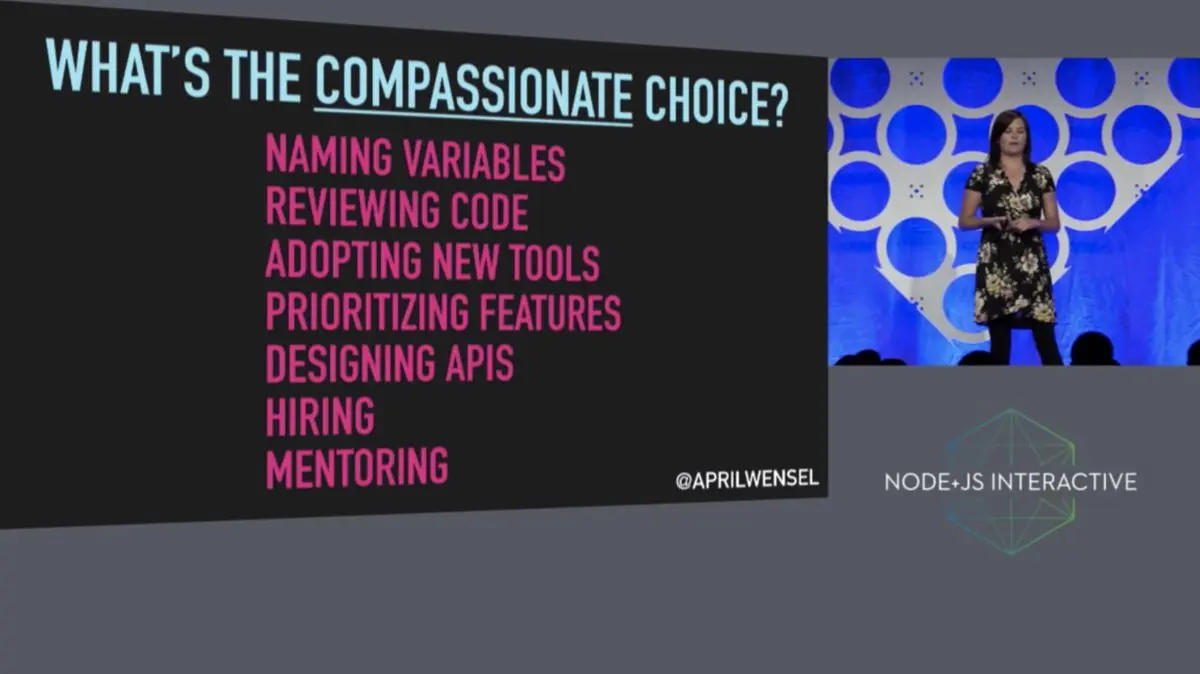 WHAT'S THE COMPASSIONATE CHOICE?
NAMING VARIABLES
REVIEWING CODE
ADOPTING NEW TOOLS
PRIORITIZING FEATURES
DESIGNING APIS
HIRING
MENTORING
@APRILWENSEL
NODE+JS INTERACTIVE